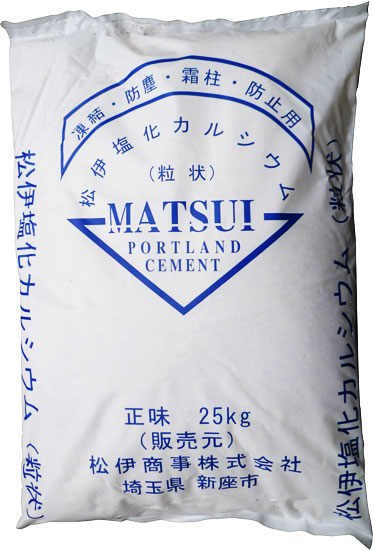 凍結・防塵・霜柱・防止用
松伊塩化カルシウム
(粒状)
MATSUI
PORTLAND
CEMENT
松伊塩化カルシウム(粒状)
松伊塩化カルシウム(粒状)
正味 25kg
(販売元)
松伊商事株式会社
埼玉県 新座市